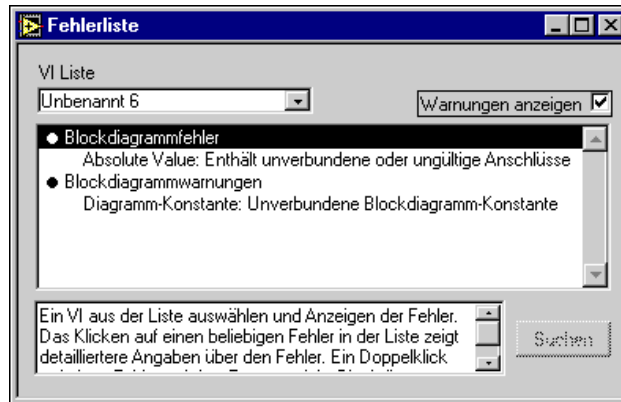 Fehlerliste
VI Liste
Unbenannt 6
Warnungen anzeigen
Blockdiagrammfehler
Absolute Value: Enthält unverbundene oder ungültige Anschlüsse
Blockdiagrammwarnungen
Diagramm-Konstante: Unverbundene Blockdiagramm-Konstante
Ein VI aus der Liste auswählen und Anzeigen der Fehler.
Das Klicken auf einen beliebigen Fehler in der Liste zeigt
detailliertere Angaben über den Fehler. Ein Doppelklick
Suchen